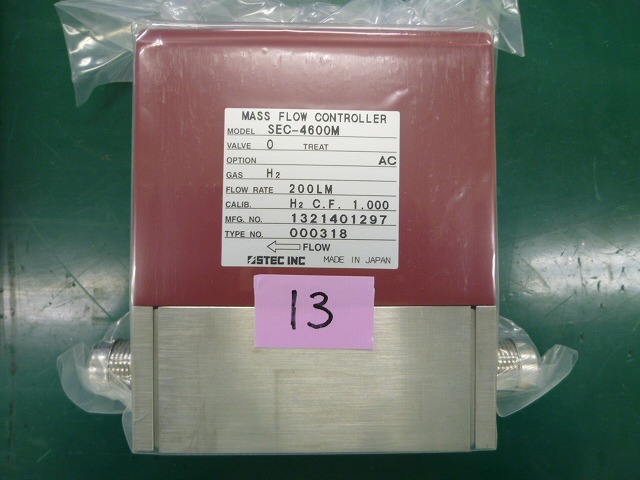 MASS FLOW CONTROLLER
MODEL SEC-4600M
VALVE O TREAT
OPTION AC
GAS H2
FLOW RATE 200LM
CALIB. H2 C.F. 1.000
MFG. NO. 1321401297
TYPE NO. 000318
FLOW
STEC INC MADE IN JAPAN
13